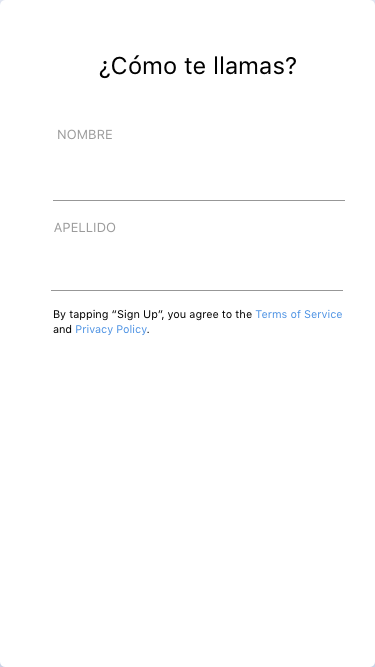 ¿Cómo te llamas?
NOMBRE
APELLIDO
By tapping “Sign Up”, you agree to the Terms of Service
and Privacy Policy.